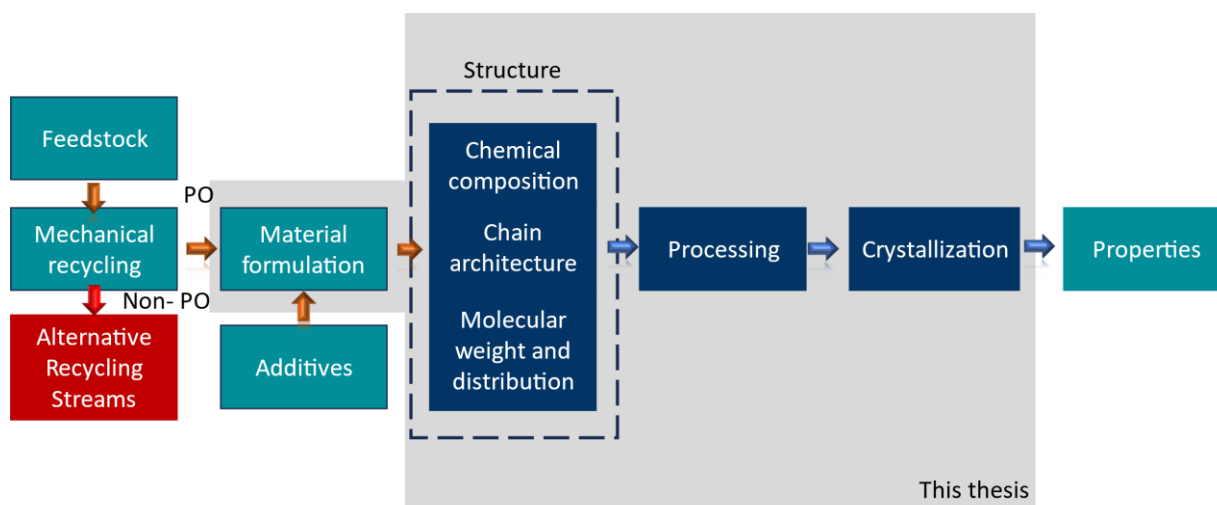 Feedstock
PO
Mechanical
recycling
Non- PO
Alternative
Recycling
Streams
Material
formulation
Additives
Structure
Chemical
composition
Chain
architecture
Molecular
weight and
distribution
Processing
Crystallization
Properties
This thesis